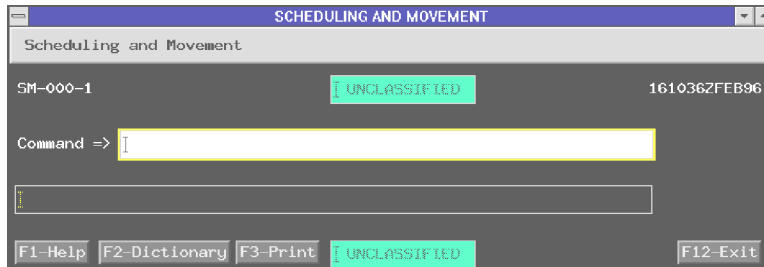 SCHEDULING AND MOVEMENT
Scheduling and Movement
SM-000-1 UNCLASSIFIED 161036ZFEB96
Command =>
F1-Help F2-Dictionary F3-Print UNCLASSIFIED F12-Exit